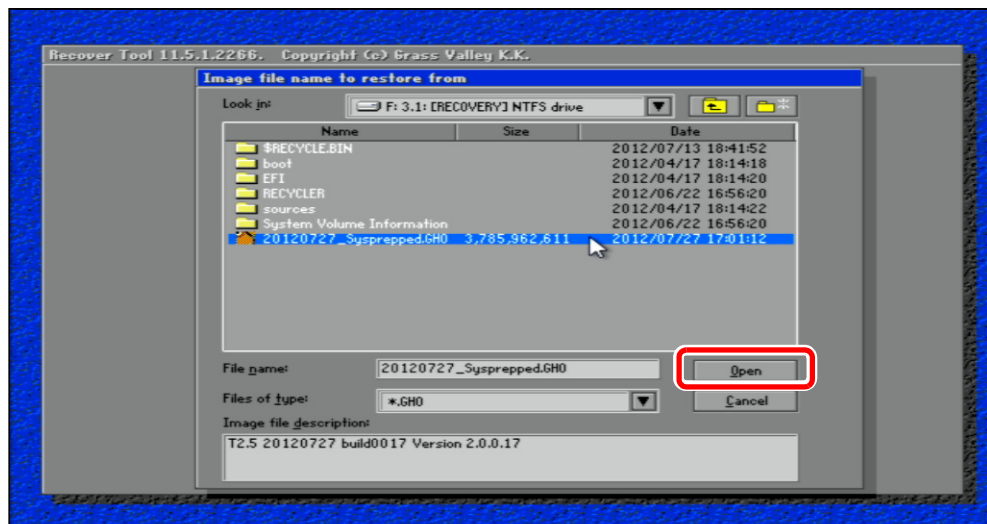 Recover Tool 11.5.1.2266.   Copyright (c) Grass Valley K.K.
Image file name to restore from
Look in: F: 3.1: [RECOVERY] NTFS drive
Name Size Date
$RECYCLE.BIN 2012/07/13 18:41:52
boot 2012/04/17 18:14:18
EFI 2012/04/17 18:14:20
RECYCLER 2012/06/22 16:56:20
sources 2012/04/17 18:14:22
System Volume Information 2012/06/22 16:56:20
20120727_Sysprepped.GHO 3,785,962,611 2012/07/27 17:01:12
File name: 20120727_Sysprepped.GHO Open
Files of type: *.GHO Cancel
Image file description:
T2.5 20120727 build0017 Version 2.0.0.17